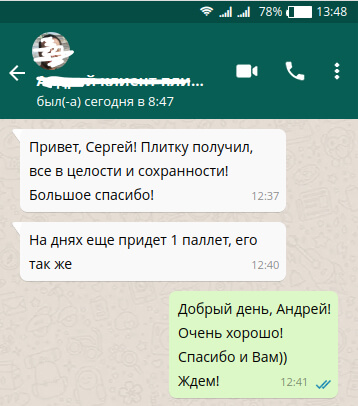 78% 13:48
был(-а) сегодня в 8:47
Привет, Сергей! Плитку получил,
все в целости и сохранности!
Большое спасибо!
12:37
На днях еще придет 1 паллет, его
так же
12:40
Добрый день, Андрей!
Очень хорошо!
Спасибо и Вам))
Ждем!
12:41